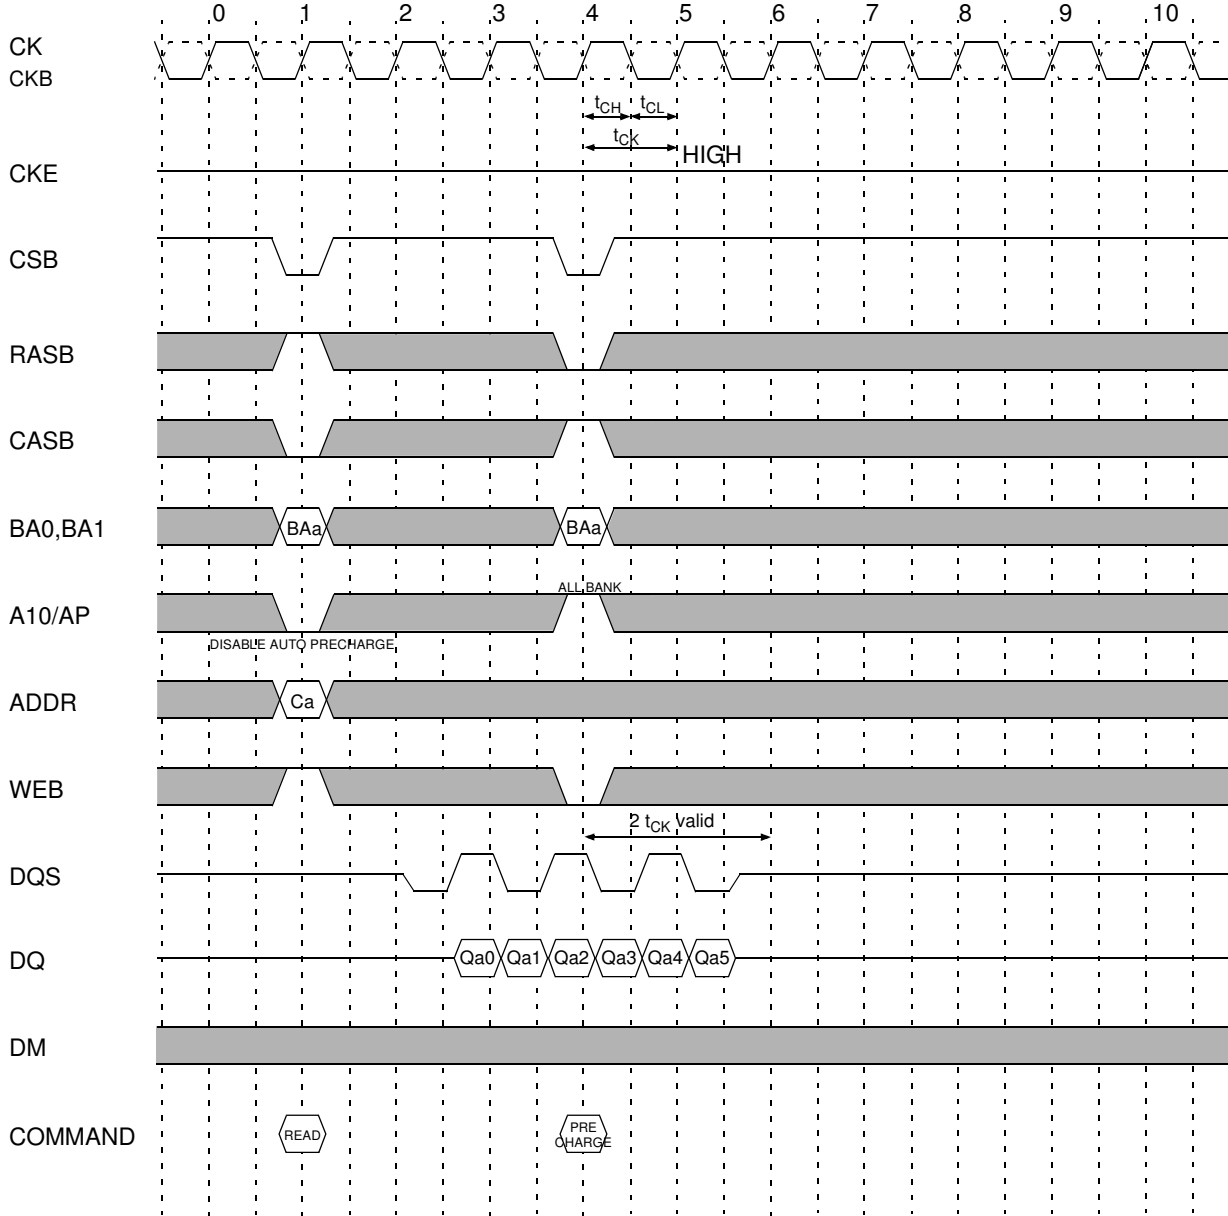 0 1 2 3 4 5 6 7 8 9 10
CK
CKB
tCH tCL
tCK
HIGH
CKE
CSB
RASB
CASB
BA0,BA1 BAa BAa
ALL BANK
A10/AP
DISABLE AUTO PRECHARGE
ADDR Ca
WEB
2 tCK valid
DQS
DQ Qa0 Qa1 Qa2 Qa3 Qa4 Qa5
DM
COMMAND READ PRE
CHARGE